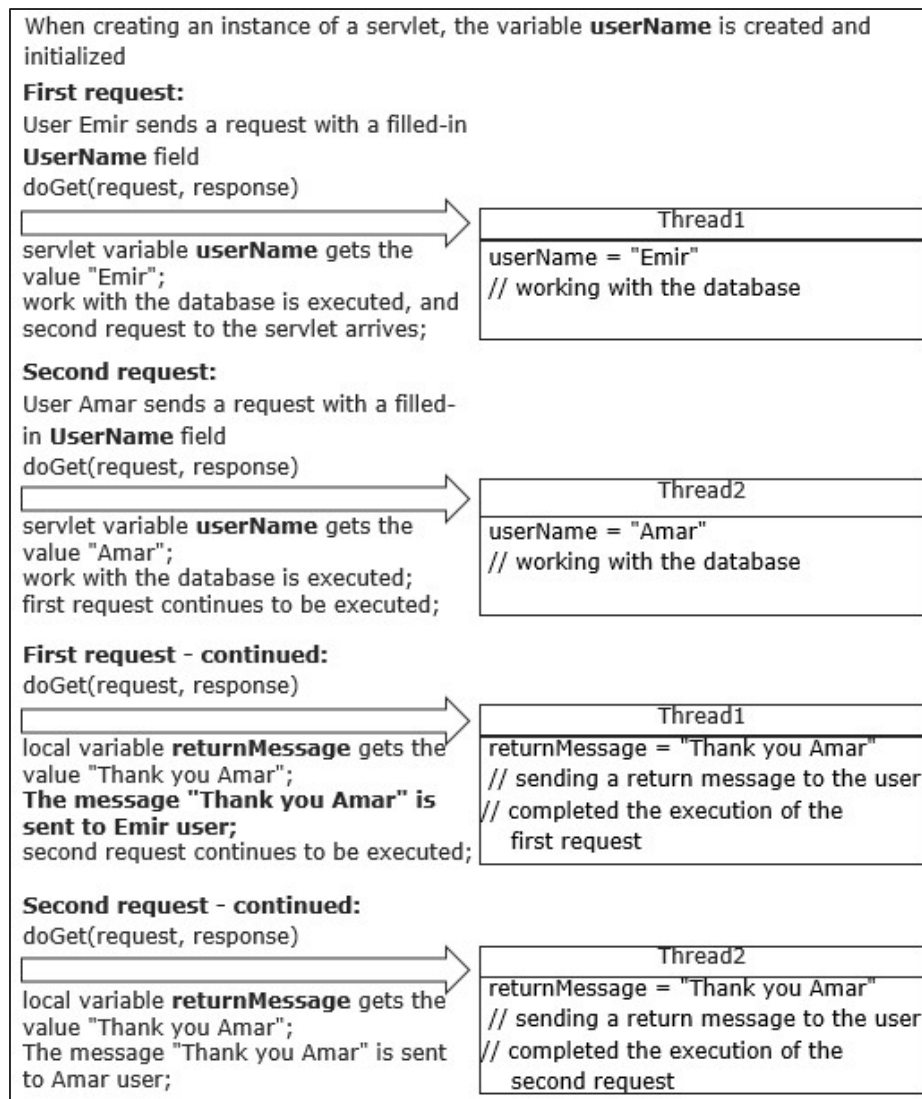 When creating an instance of a servlet, the variable userName is created and
initialized
First request:
User Emir sends a request with a filled-in
UserName field
doGet(request, response)
Thread1
servlet variable userName gets the
value "Emir";
work with the database is executed, and
second request to the servlet arrives;
userName = "Emir"
// working with the database
Second request:
User Amar sends a request with a filled-
in UserName field
doGet(request, response)
Thread2
servlet variable userName gets the
value "Amar";
work with the database is executed;
first request continues to be executed;
userName = "Amar"
// working with the database
First request - continued:
doGet(request, response)
Thread1
local variable returnMessage gets the
value "Thank you Amar";
The message "Thank you Amar" is
sent to Emir user;
second request continues to be executed;
returnMessage = "Thank you Amar"
// sending a return message to the user
// completed the execution of the
first request
Second request - continued:
doGet(request, response)
Thread2
local variable returnMessage gets the
value "Thank you Amar";
The message "Thank you Amar" is sent
to Amar user;
returnMessage = "Thank you Amar"
// sending a return message to the user
// completed the execution of the
second request